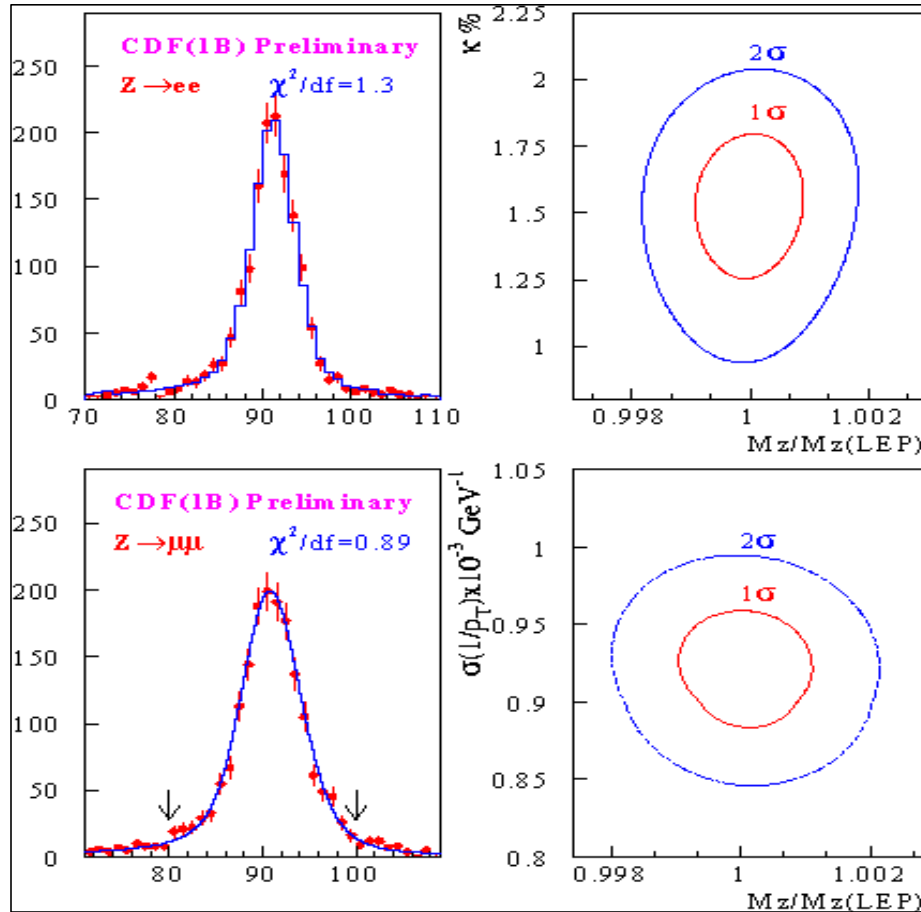 CDF(1B) Preliminary
Z→ee χ²/df=1.3
250
200
150
100
50
0
70 80 90 100 110
κ %
2.25
2
1.75
1.5
1.25
1
2σ
1σ
0.998 1 1.002
Mz/Mz(LEP)
CDF(1B) Preliminary
Z→μμ χ²/df=0.89
250
200
150
100
50
0
80 90 100
σ(1/p_T)x10⁻³ GeV⁻¹
1.05
1
0.95
0.9
0.85
0.8
2σ
1σ
0.998 1 1.002
Mz/Mz(LEP)